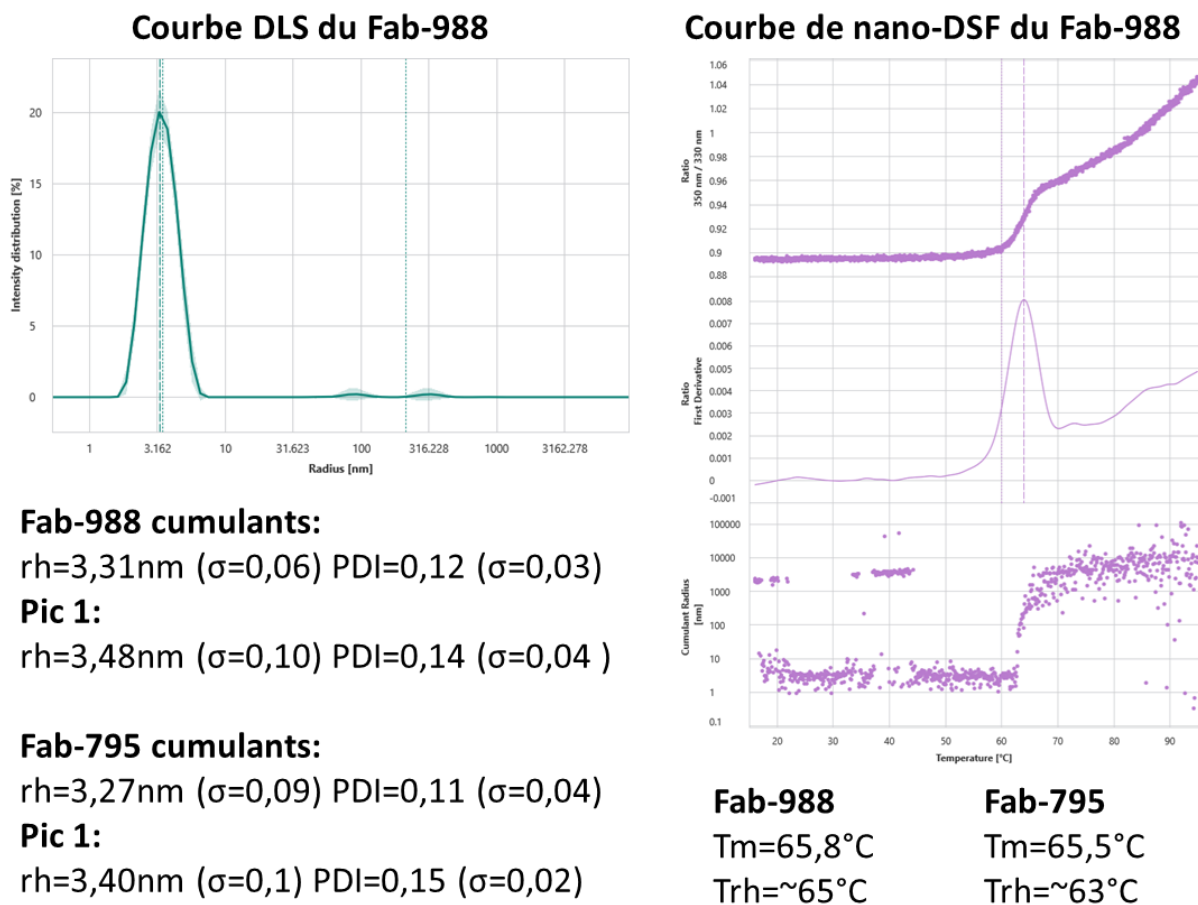 Courbe DLS du Fab-988
Intensity distribution [%]
20
15
10
5
0
1
3.162
10
31.623
100
316.228
1000
3162.278
Radius [nm]
Fab-988 cumulants:
rh=3,31nm (σ=0,06) PDI=0,12 (σ=0,03)
Pic 1:
rh=3,48nm (σ=0,10) PDI=0,14 (σ=0,04 )
Fab-795 cumulants:
rh=3,27nm (σ=0,09) PDI=0,11 (σ=0,04)
Pic 1:
rh=3,40nm (σ=0,1) PDI=0,15 (σ=0,02)
Courbe de nano-DSF du Fab-988
Ratio
350 nm / 330 nm
1.06
1.04
1.02
1
0.98
0.96
0.94
0.92
0.9
0.88
Ratio
First Derivative
0.008
0.007
0.006
0.005
0.004
0.003
0.002
0.001
0
-0.001
Cumulant Radius
[nm]
100000
10000
1000
100
10
1
0.1
20
30
40
50
60
70
80
90
Temperature [°C]
Fab-988
Tm=65,8°C
Trh=~65°C
Fab-795
Tm=65,5°C
Trh=~63°C